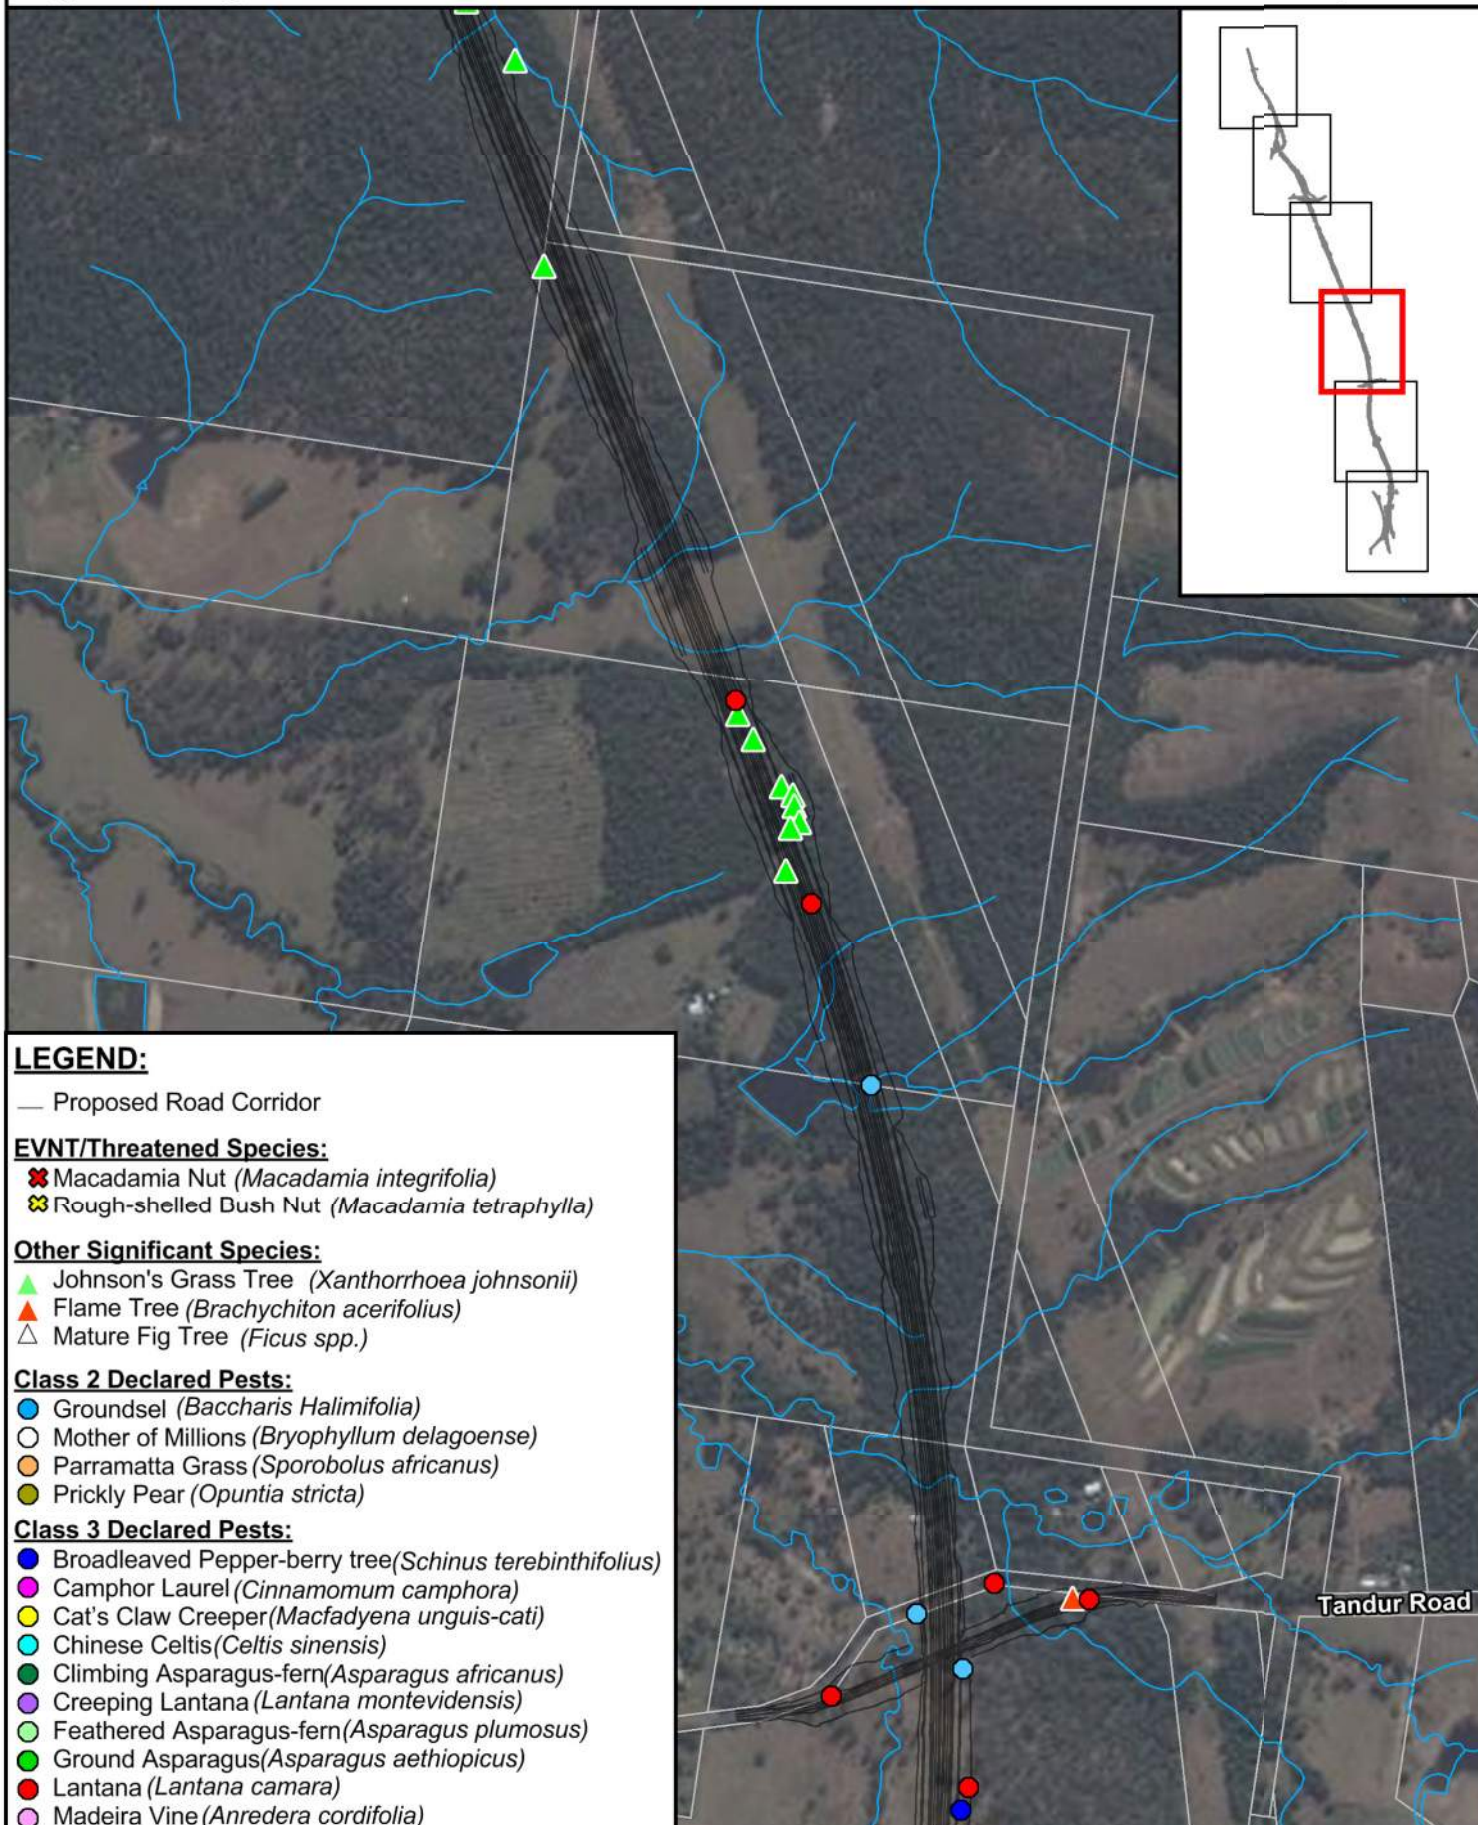 LEGEND:
Proposed Road Corridor
EVNT/Threatened Species:
Macadamia Nut (Macadamia integrifolia)
Rough-shelled Bush Nut (Macadamia tetraphylla)
Other Significant Species:
Johnson's Grass Tree (Xanthorrhoea johnsonii)
Flame Tree (Brachychiton acerifolius)
Mature Fig Tree (Ficus spp.)
Class 2 Declared Pests:
Groundsel (Baccharis Halimifolia)
Mother of Millions (Bryophyllum delagoense)
Parramatta Grass (Sporobolus africanus)
Prickly Pear (Opuntia stricta)
Class 3 Declared Pests:
Broadleaved Pepper-berry tree(Schinus terebinthifolius)
Camphor Laurel (Cinnamomum camphora)
Cat's Claw Creeper(Macfadyena unguis-cati)
Chinese Celtis(Celtis sinensis)
Climbing Asparagus-fern(Asparagus africanus)
Creeping Lantana (Lantana montevidensis)
Feathered Asparagus-fern(Asparagus plumosus)
Ground Asparagus(Asparagus aethiopicus)
Lantana (Lantana camara)
Madeira Vine (Anredera cordifolia)
Tandur Road